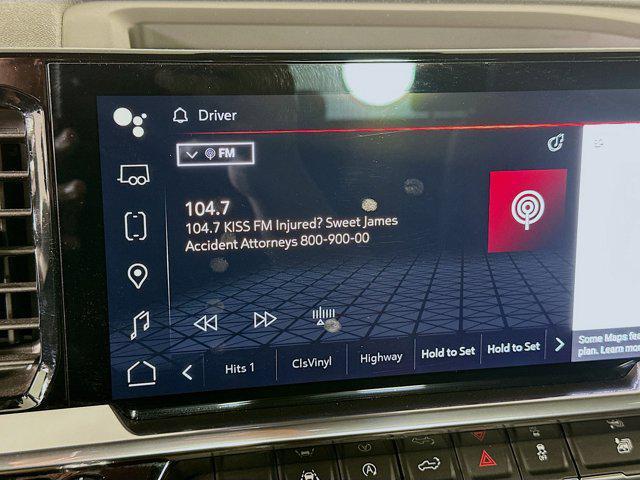 Driver
FM
104.7
104.7 KISS FM Injured? Sweet James
Accident Attorneys 800-900-00
Hits 1
ClsVinyl
Highway
Hold to Set
Hold to Set
Some Maps fea
plan. Learn mor